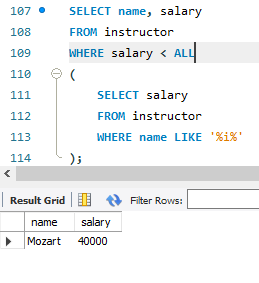 107 SELECT name, salary
108 FROM instructor
109 WHERE salary < ALL
110 (
111 SELECT salary
112 FROM instructor
113 WHERE name LIKE '%i%'
114 );
Result Grid Filter Rows:
name salary
Mozart 40000